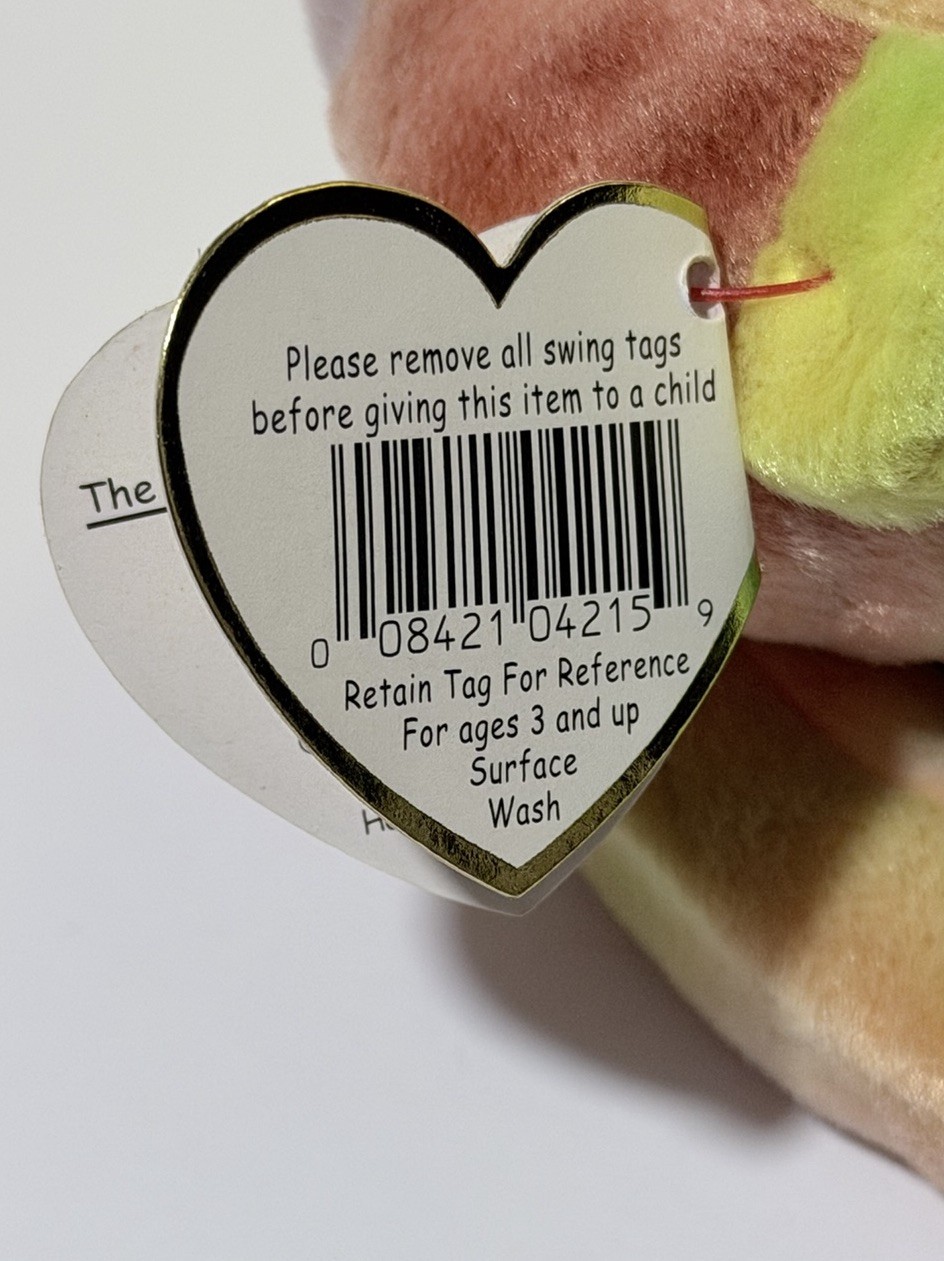 Please remove all swing tags
before giving this item to a child
The
0 08421 04215 9
Retain Tag For Reference
For ages 3 and up
Surface
Wash